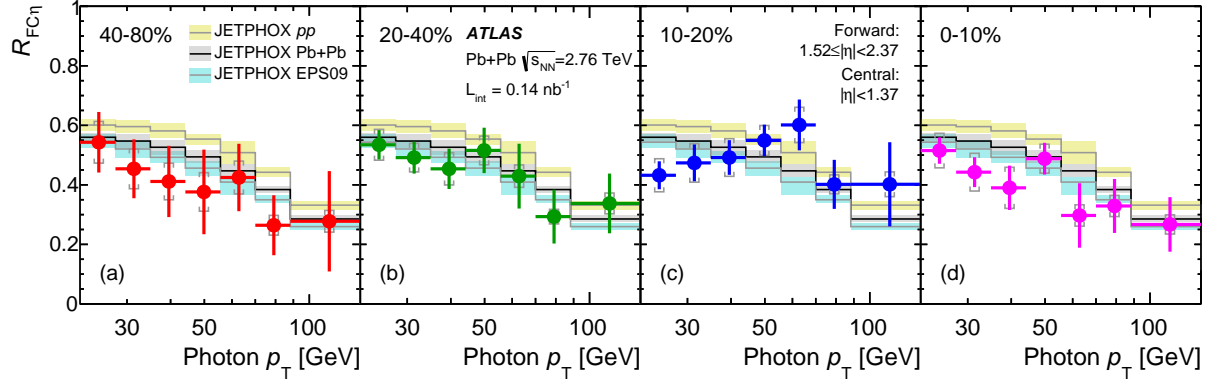 R_FCη
1
0.8
0.6
0.4
0.2
0
40-80%
JETPHOX pp
JETPHOX Pb+Pb
JETPHOX EPS09
(a)
30 50 100
Photon p_T [GeV]
20-40%
ATLAS
Pb+Pb √s_NN=2.76 TeV
L_int = 0.14 nb⁻¹
(b)
30 50 100
Photon p_T [GeV]
10-20%
Forward:
1.52≤|η|<2.37
Central:
|η|<1.37
(c)
30 50 100
Photon p_T [GeV]
0-10%
(d)
30 50 100
Photon p_T [GeV]